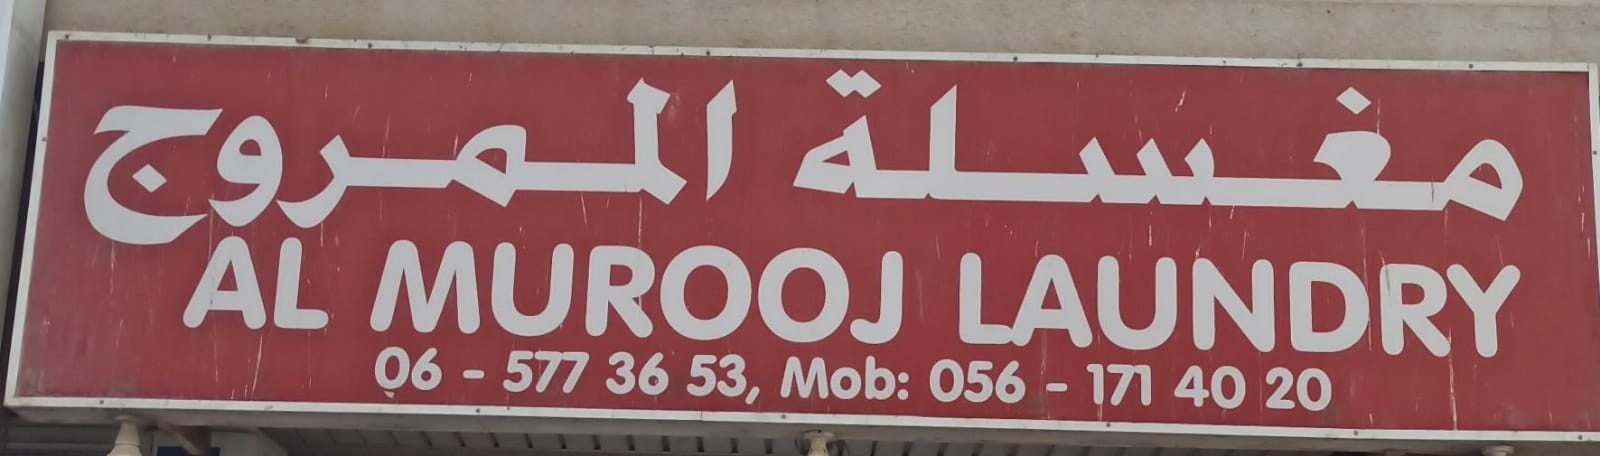 مغسلة المروج
AL MUROOJ LAUNDRY
06 - 577 36 53, Mob: 056 - 171 40 20